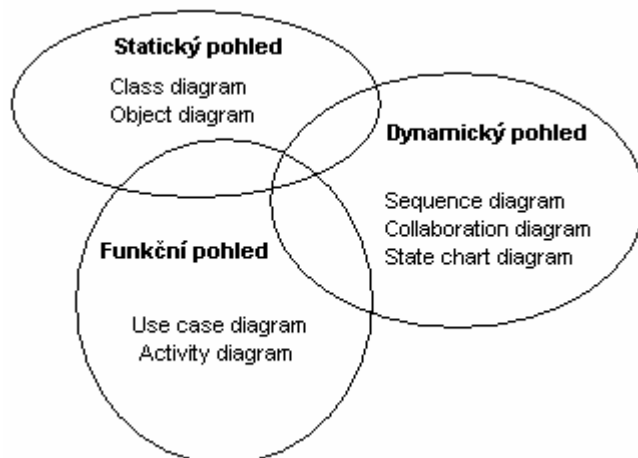 Statický pohled
Class diagram
Object diagram
Dynamický pohled
Sequence diagram
Collaboration diagram
State chart diagram
Funkční pohled
Use case diagram
Activity diagram